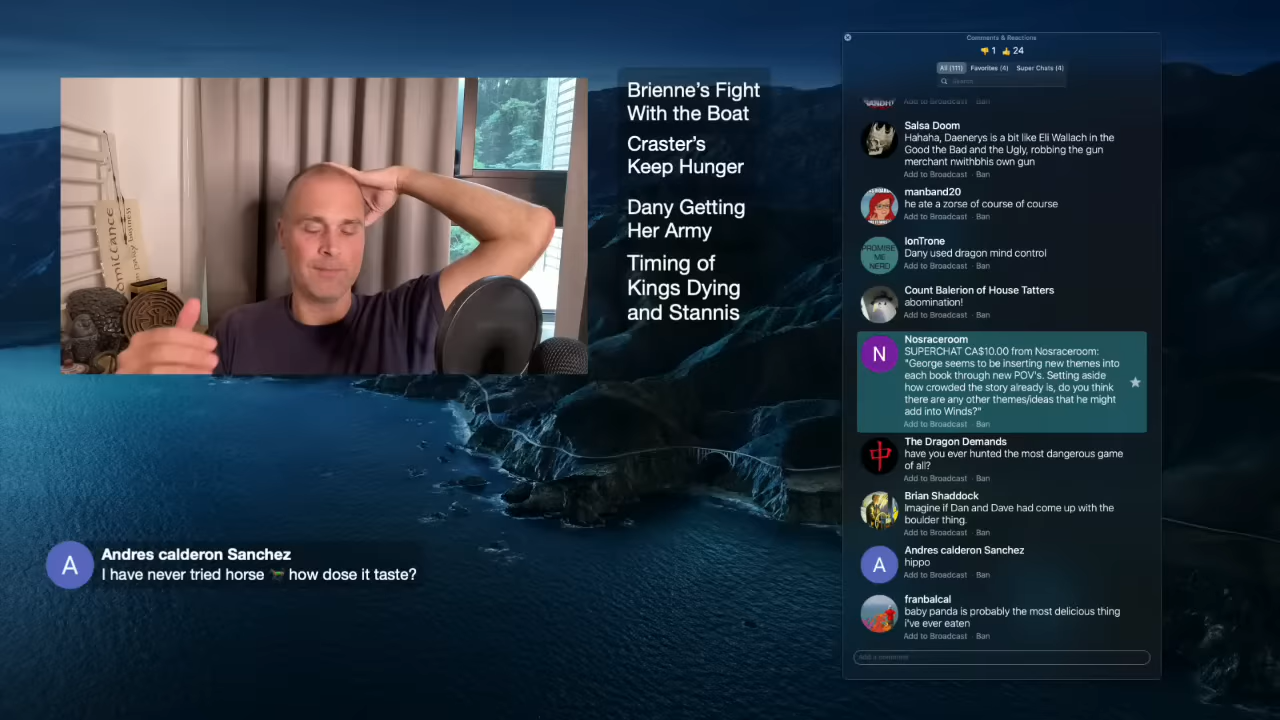 Brienne's Fight
With the Boat
Craster's
Keep Hunger
Dany Getting
Her Army
Timing of
Kings Dying
and Stannis
A
Andres calderon Sanchez
I have never tried horse 🐎 how dose it taste?
Comments & Reactions
👎 1 👍 24
All (111) Favorites (6) Super Chats (4)
Search
Add to Broadcast · Ban
Salsa Doom
Hahaha, Daenerys is a bit like Eli Wallach in the
Good the Bad and the Ugly, robbing the gun
merchant nwithbhis own gun
Add to Broadcast · Ban
manband20
he ate a zorse of course of course
Add to Broadcast · Ban
PROMISE
ME
NERD
IonTrone
Dany used dragon mind control
Add to Broadcast · Ban
Count Balerion of House Tatters
abomination!
Add to Broadcast · Ban
N
Nosraceroom
SUPERCHAT CA$10.00 from Nosraceroom:
"George seems to be inserting new themes into
each book through new POV's. Setting aside
how crowded the story already is, do you think
there are any other themes/ideas that he might
add into Winds?"
Add to Broadcast · Ban
中
The Dragon Demands
have you ever hunted the most dangerous game
of all?
Add to Broadcast · Ban
Brian Shaddock
Imagine if Dan and Dave had come up with the
boulder thing.
Add to Broadcast · Ban
A
Andres calderon Sanchez
hippo
Add to Broadcast · Ban
franbalcal
baby panda is probably the most delicious thing
i've ever eaten
Add to Broadcast · Ban
Add a comment